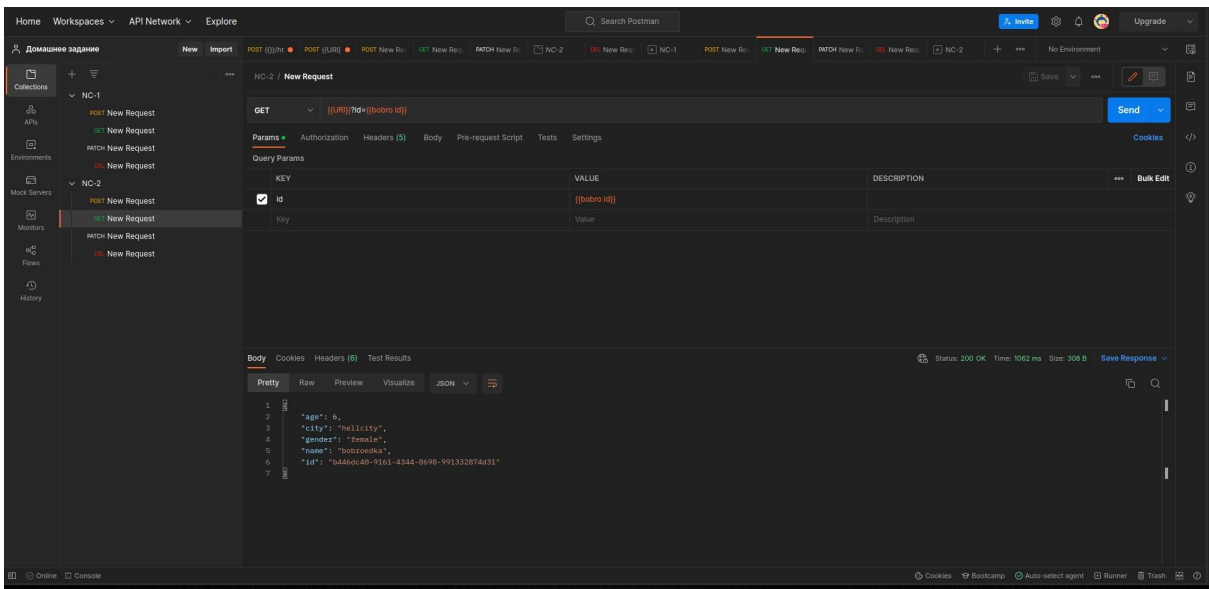 Home Workspaces API Network Explore Search Postman Invite Upgrade
Домашнее задание New Import
POST {{}}/ht POST {{URI}} POST New Re GET New Req PATCH New Re NC-2 DEL New Req NC-1 POST New Re GET New Req PATCH New Re DEL New Req NC-2 No Environment
Collections
APIs
Environments
Mock Servers
Monitors
Flows
History
NC-1
POST New Request
GET New Request
PATCH New Request
DEL New Request
NC-2
POST New Request
GET New Request
PATCH New Request
DEL New Request
NC-2 / New Request Save
GET {{URI}}?id={{bobro id}} Send
Params Authorization Headers (5) Body Pre-request Script Tests Settings Cookies
Query Params
KEY VALUE DESCRIPTION Bulk Edit
id {{bobro id}}
Key Value Description
Body Cookies Headers (6) Test Results Status: 200 OK Time: 1062 ms Size: 308 B Save Response
Pretty Raw Preview Visualize JSON
1 {
2 "age": 6,
3 "city": "hellcity",
4 "gender": "female",
5 "name": "bobroedka",
6 "id": "b446dc40-9161-4344-8698-991332874d31"
7 }
Online Console Cookies Bootcamp Auto-select agent Runner Trash